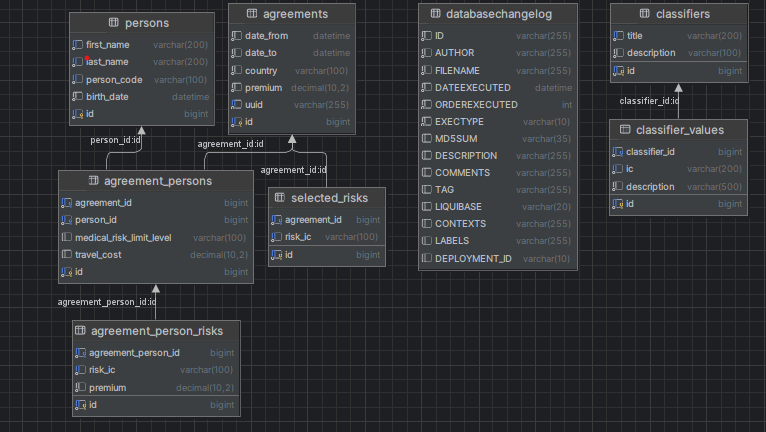 persons
first_name varchar(200)
last_name varchar(200)
person_code varchar(100)
birth_date datetime
id bigint
agreements
date_from datetime
date_to datetime
country varchar(100)
premium decimal(10,2)
uuid varchar(255)
id bigint
databasechangelog
ID varchar(255)
AUTHOR varchar(255)
FILENAME varchar(255)
DATEEXECUTED datetime
ORDEREXECUTED int
EXECTYPE varchar(10)
MD5SUM varchar(35)
DESCRIPTION varchar(255)
COMMENTS varchar(255)
TAG varchar(255)
LIQUIBASE varchar(20)
CONTEXTS varchar(255)
LABELS varchar(255)
DEPLOYMENT_ID varchar(10)
classifiers
title varchar(200)
description varchar(100)
id bigint
classifier_id:id
classifier_values
classifier_id bigint
ic varchar(200)
description varchar(500)
id bigint
person_id:id
agreement_id:id
agreement_id:id
agreement_persons
agreement_id bigint
person_id bigint
medical_risk_limit_level varchar(100)
travel_cost decimal(10,2)
id bigint
selected_risks
agreement_id bigint
risk_ic varchar(100)
id bigint
agreement_person_id:id
agreement_person_risks
agreement_person_id bigint
risk_ic varchar(100)
premium decimal(10,2)
id bigint